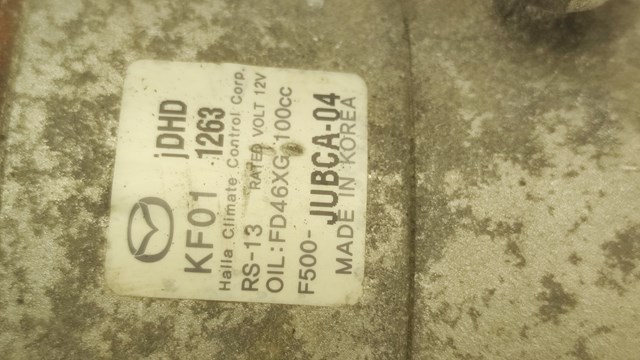 jDHD
KF01 1263
Halla Climate Control Corp.
RS-13 RATED VOLT 12V
OIL:FD46XG, 100cc
F500- JUBCA-04
MADE IN KOREA